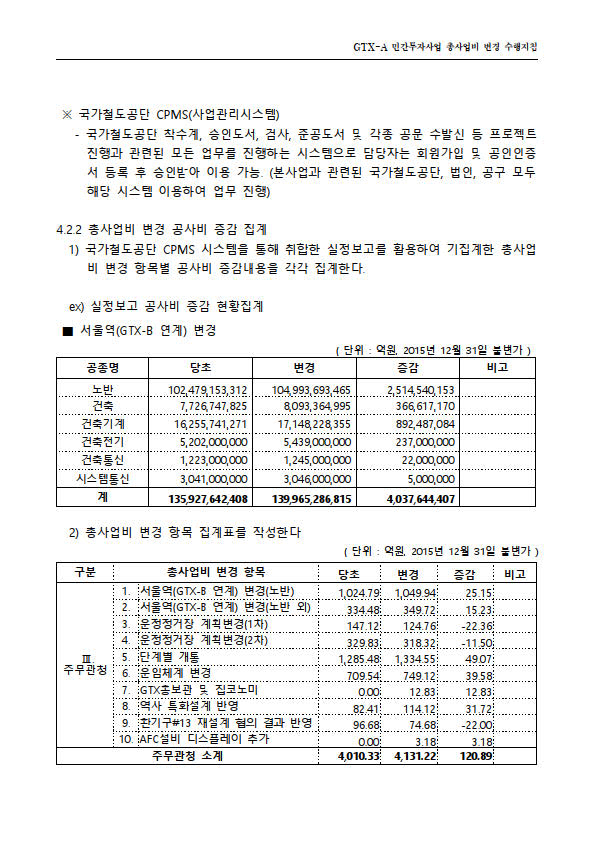 GTX-A 민간투자사업 총사업비 변경 수행지침
※ 국가철도공단 CPMS(사업관리시스템)
- 국가철도공단 착수계, 승인도서, 검사, 준공도서 및 각종 공문 수발신 등 프로젝트
진행과 관련된 모든 업무를 진행하는 시스템으로 담당자는 회원가입 및 공인인증
서 등록 후 승인받아 이용 가능. (본사업과 관련된 국가철도공단, 법인, 공구 모두
해당 시스템 이용하여 업무 진행)
4.2.2 총사업비 변경 공사비 증감 집계
1) 국가철도공단 CPMS 시스템을 통해 취합한 실정보고를 활용하여 기집계한 총사업
비 변경 항목별 공사비 증감내용을 각각 집계한다.
ex) 실정보고 공사비 증감 현황집계
■ 서울역(GTX-B 연계) 변경
( 단위 : 억원, 2015년 12월 31일 불변가 )
공종명 당초 변경 증감 비고
노반 102,479,153,312 104,993,693,465 2,514,540,153
건축 7,726,747,825 8,093,364,995 366,617,170
건축기계 16,255,741,271 17,148,228,355 892,487,084
건축전기 5,202,000,000 5,439,000,000 237,000,000
건축통신 1,223,000,000 1,245,000,000 22,000,000
시스템통신 3,041,000,000 3,046,000,000 5,000,000
계 135,927,642,408 139,965,286,815 4,037,644,407
2) 총사업비 변경 항목 집계표를 작성한다
( 단위 : 억원, 2015년 12월 31일 불변가 )
구분 총사업비 변경 항목 당초 변경 증감 비고
1. 서울역(GTX-B 연계) 변경(노반) 1,024.79 1,049.94 25.15
2. 서울역(GTX-B 연계) 변경(노반 외) 334.48 349.72 15.23
3. 운정정거장 계획변경(1차) 147.12 124.76 -22.36
4. 운정정거장 계획변경(2차) 329.83 318.32 -11.50
Ⅲ. 5. 단계별 개통 1,285.48 1,334.55 49.07
주무관청 6. 운임체계 변경 709.54 749.12 39.58
7. GTX홍보관 및 집코노미 0.00 12.83 12.83
8. 역사 특화설계 반영 82.41 114.12 31.72
9. 환기구#13 재설계 협의 결과 반영 96.68 74.68 -22.00
10. AFC설비 디스플레이 추가 0.00 3.18 3.18
주무관청 소계 4,010.33 4,131.22 120.89